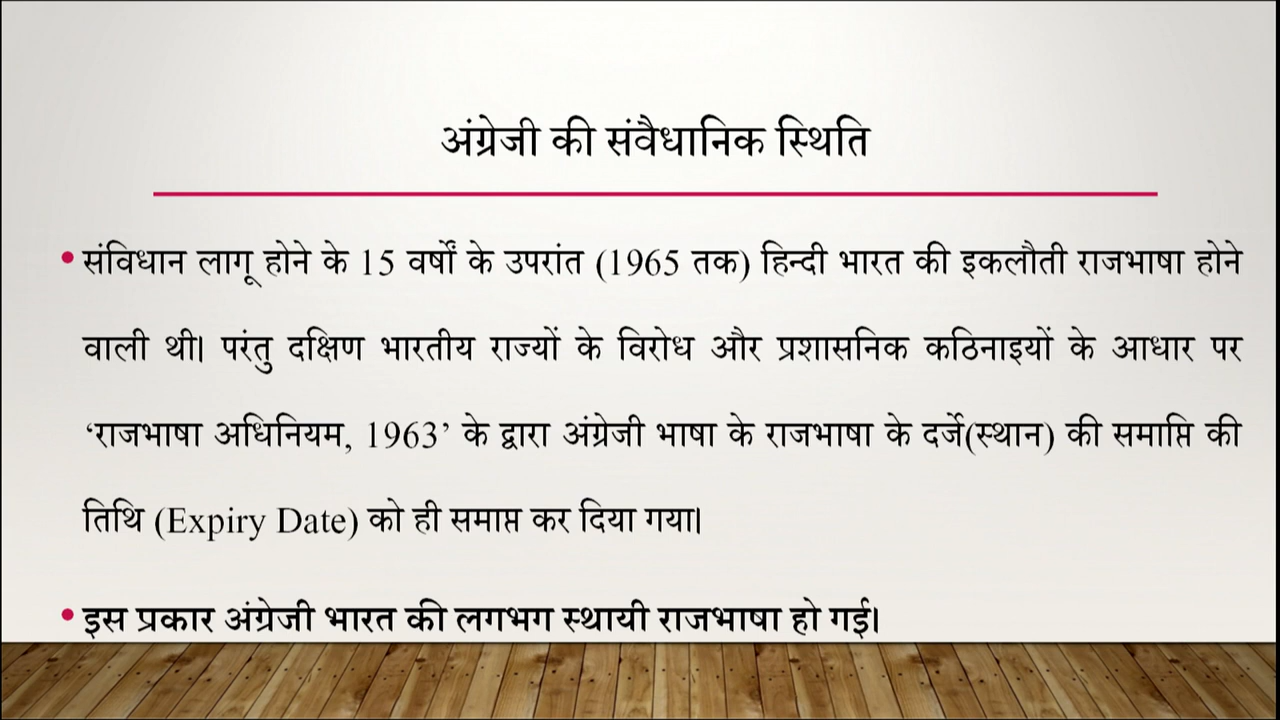 अंग्रेजी की संवैधानिक स्थिति
• संविधान लागू होने के 15 वर्षों के उपरांत (1965 तक) हिन्दी भारत की इकलौती राजभाषा होने
वाली थी। परंतु दक्षिण भारतीय राज्यों के विरोध और प्रशासनिक कठिनाइयों के आधार पर
‘राजभाषा अधिनियम, 1963’ के द्वारा अंग्रेजी भाषा के राजभाषा के दर्जे(स्थान) की समाप्ति की
तिथि (Expiry Date) को ही समाप्त कर दिया गया।
• इस प्रकार अंग्रेजी भारत की लगभग स्थायी राजभाषा हो गई।